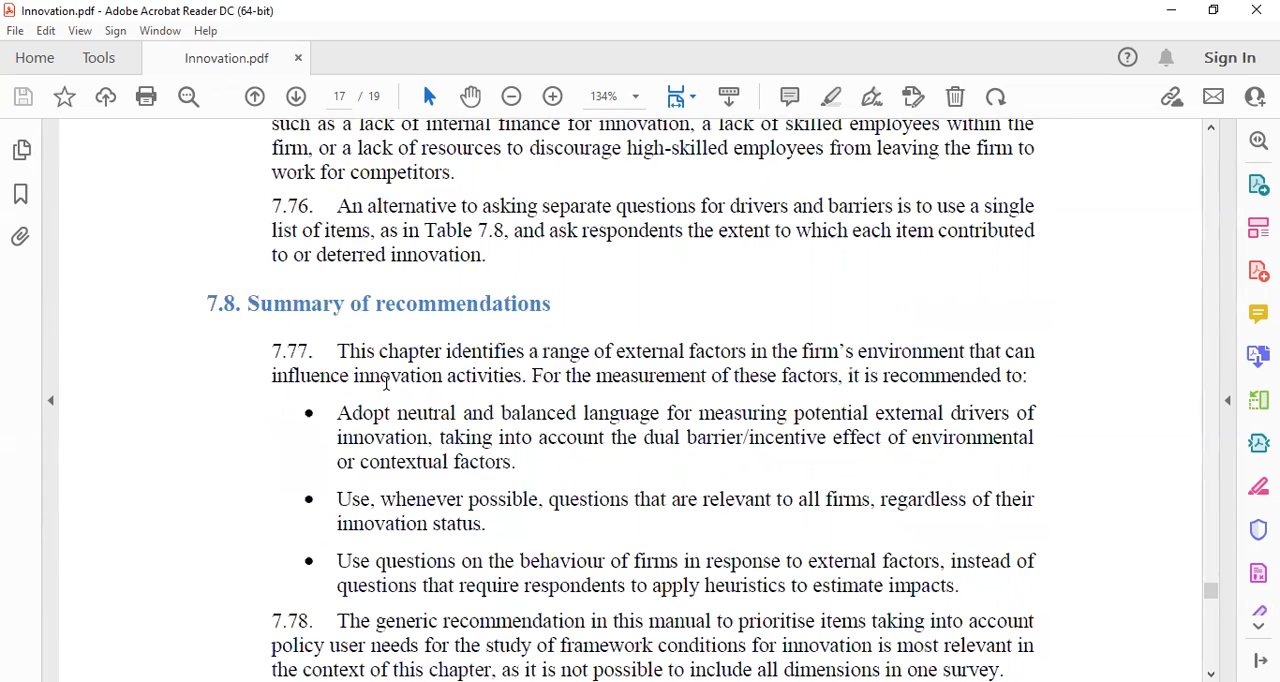 Innovation.pdf - Adobe Acrobat Reader DC (64-bit)
File Edit View Sign Window Help
Home Tools Innovation.pdf Sign In
17 / 19 134%
such as a lack of internal finance for innovation, a lack of skilled employees within the
firm, or a lack of resources to discourage high-skilled employees from leaving the firm to
work for competitors.
7.76. An alternative to asking separate questions for drivers and barriers is to use a single
list of items, as in Table 7.8, and ask respondents the extent to which each item contributed
to or deterred innovation.
7.8. Summary of recommendations
7.77. This chapter identifies a range of external factors in the firm’s environment that can
influence innovation activities. For the measurement of these factors, it is recommended to:
• Adopt neutral and balanced language for measuring potential external drivers of
innovation, taking into account the dual barrier/incentive effect of environmental
or contextual factors.
• Use, whenever possible, questions that are relevant to all firms, regardless of their
innovation status.
• Use questions on the behaviour of firms in response to external factors, instead of
questions that require respondents to apply heuristics to estimate impacts.
7.78. The generic recommendation in this manual to prioritise items taking into account
policy user needs for the study of framework conditions for innovation is most relevant in
the context of this chapter, as it is not possible to include all dimensions in one survey.